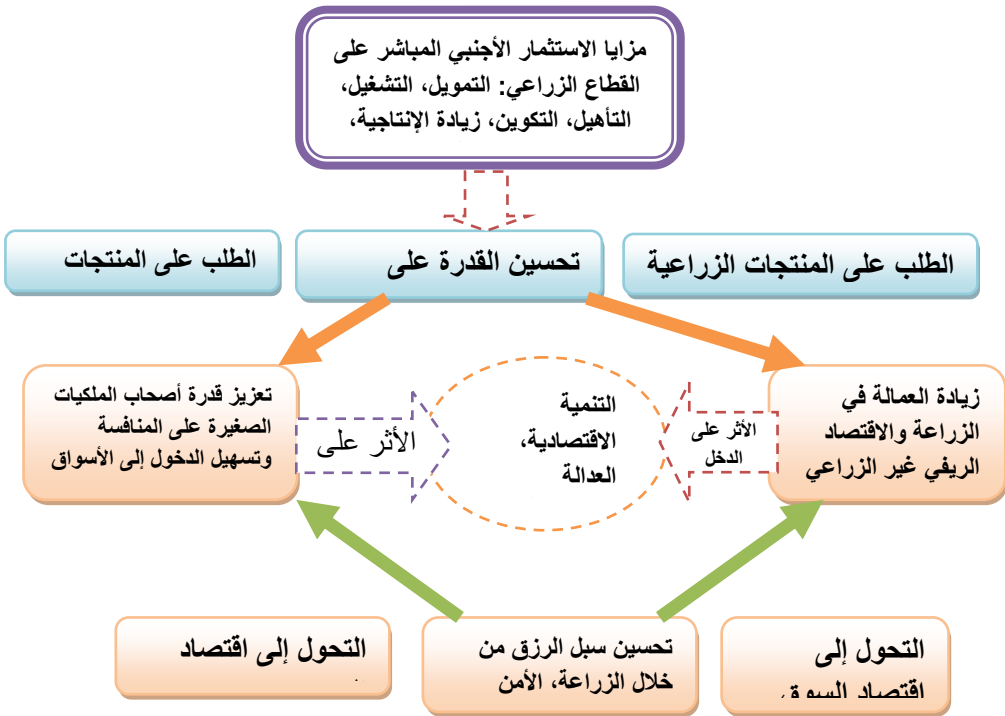 مزايا الاستثمار الأجنبي المباشر على
القطاع الزراعي: التمويل، التشغيل،
التأهيل، التكوين، زيادة الإنتاجية،
الطلب على المنتجات الزراعية
تحسين القدرة على
الطلب على المنتجات
زيادة العمالة في
الزراعة والاقتصاد
الريفي غير الزراعي
الأثر على
الدخل
التنمية
الاقتصادية،
العدالة
الأثر على
تعزيز قدرة أصحاب الملكيات
الصغيرة على المنافسة
وتسهيل الدخول إلى الأسواق
التحول إلى
اقتصاد السوق
تحسين سبل الرزق من
خلال الزراعة، الأمن
التحول إلى اقتصاد